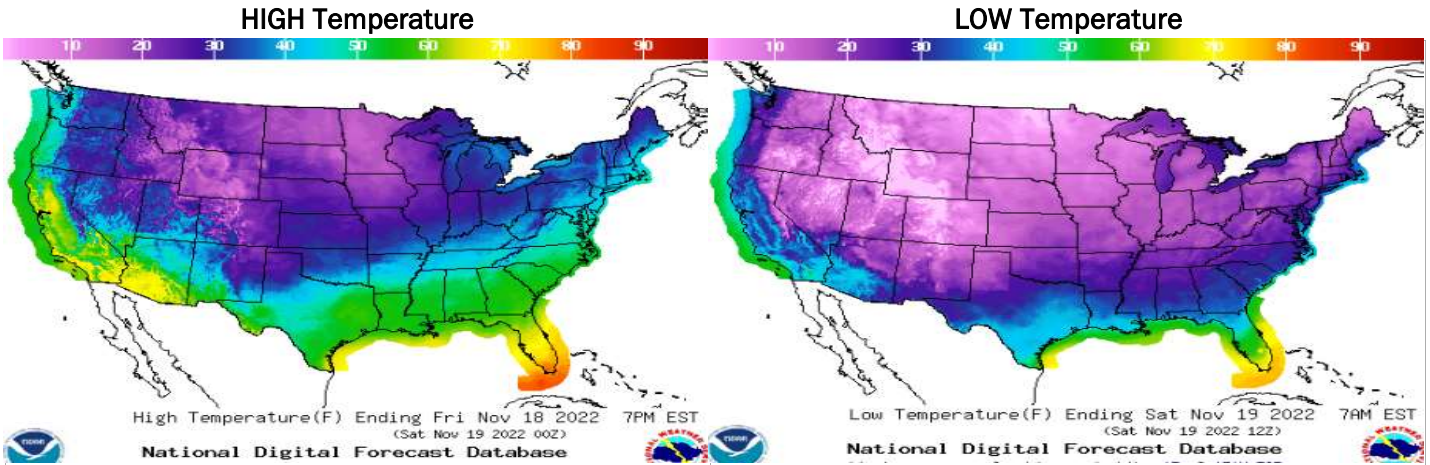 HIGH Temperature
10 20 30 40 50 60 70 80 90
High Temperature(F) Ending Fri Nov 18 2022 7PM EST
(Sat Nov 19 2022 00Z)
National Digital Forecast Database
LOW Temperature
10 20 30 40 50 60 70 80 90
Low Temperature(F) Ending Sat Nov 19 2022 7AM EST
(Sat Nov 19 2022 12Z)
National Digital Forecast Database